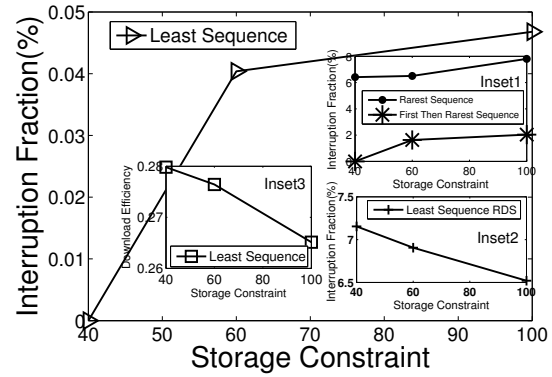 0.05
0.04
0.03
0.02
0.01
0
Interruption Fraction(%)
40
50
60
70
80
90
100
Storage Constraint
Least Sequence
8
6
4
2
0
Interruption Fraction(%)
Inset1
Rarest Sequence
First Then Rarest Sequence
40
60
80
100
Storage Constraint
0.28
0.27
0.26
Download Efficiency
Inset3
Least Sequence
40
60
80
100
Storage Constraint
7.5
7
6.5
Interruption Fraction(%)
Least Sequence RDS
Inset2
40
60
80
100
Storage Constraint